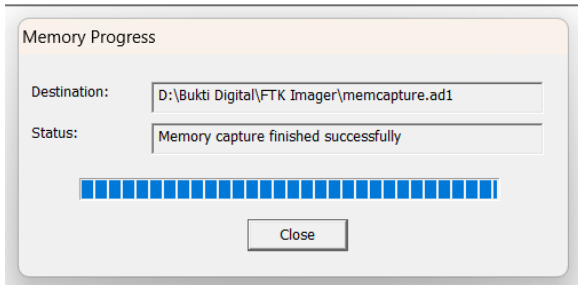 Memory Progress
Destination: D:\Bukti Digital\FTK Imager\memcapture.ad1
Status: Memory capture finished successfully
Close